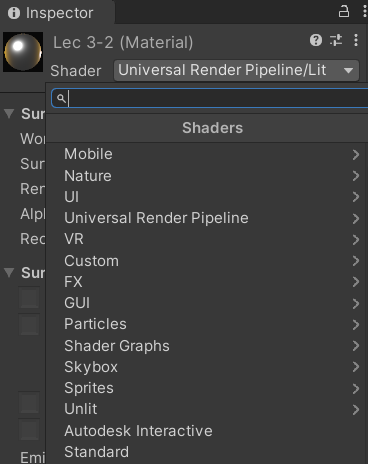 Inspector
Lec 3-2 (Material)
Shader Universal Render Pipeline/Lit
Shaders
Sur
Mobile
Wor
Nature
Sur
UI
Ren
Universal Render Pipeline
Alpl
VR
Rec
Custom
Sur
FX
GUI
Particles
Shader Graphs
Skybox
Sprites
Unlit
Autodesk Interactive
Emi
Standard